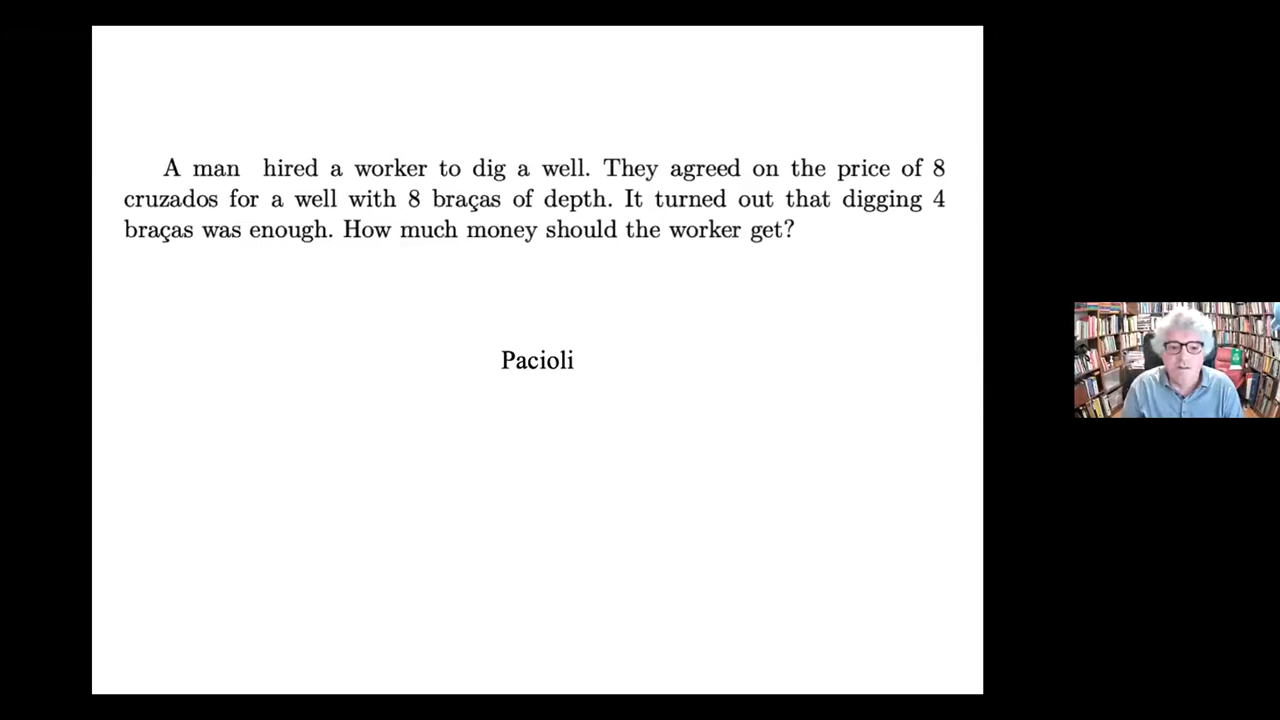 A man hired a worker to dig a well. They agreed on the price of 8
cruzados for a well with 8 braças of depth. It turned out that digging 4
braças was enough. How much money should the worker get?
Pacioli